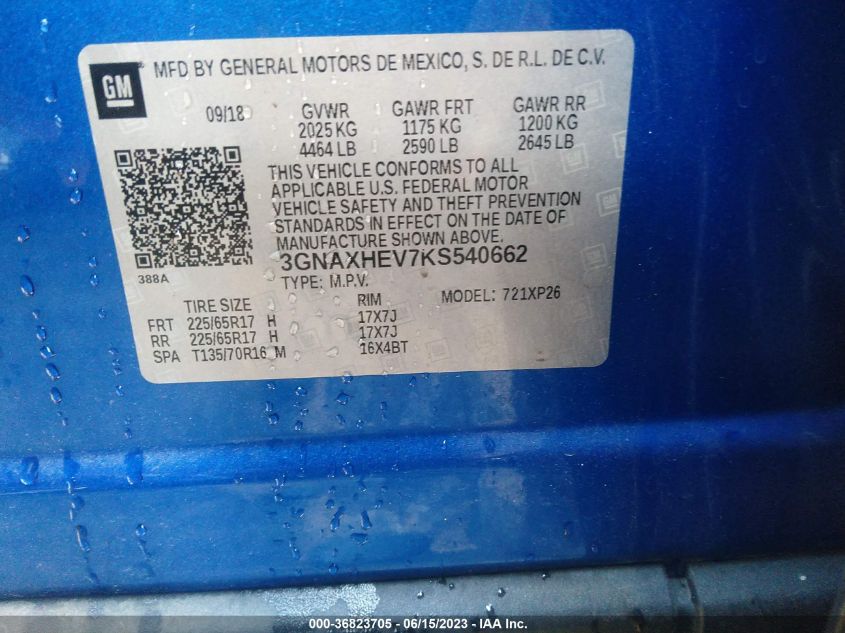 GM
MFD BY GENERAL MOTORS DE MEXICO, S. DE R.L. DE C.V.
09/18 GVWR GAWR FRT GAWR RR
2025 KG 1175 KG 1200 KG
4464 LB 2590 LB 2645 LB
THIS VEHICLE CONFORMS TO ALL
APPLICABLE U.S. FEDERAL MOTOR
VEHICLE SAFETY AND THEFT PREVENTION
STANDARDS IN EFFECT ON THE DATE OF
MANUFACTURE SHOWN ABOVE.
3GNAXHEV7KS540662
388A
TYPE: M.P.V.
TIRE SIZE RIM MODEL: 721XP26
FRT 225/65R17 H 17X7J
RR 225/65R17 H 17X7J
SPA T135/70R16 M 16X4BT
000-36823705 - 06/15/2023 - IAA Inc.